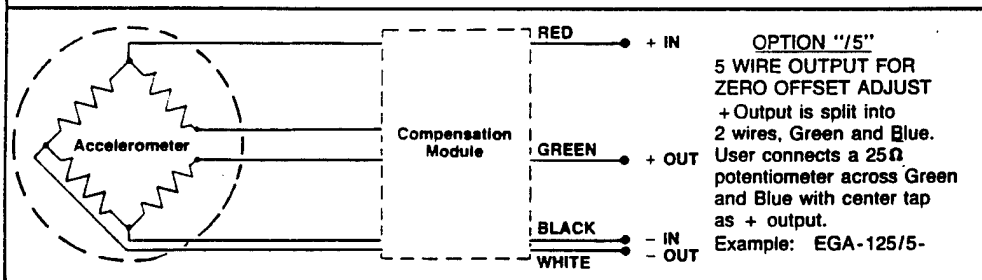 RED
+ IN
Accelerometer
Compensation
Module
GREEN
+ OUT
BLACK
- IN
- OUT
WHITE
OPTION "/5"
5 WIRE OUTPUT FOR
ZERO OFFSET ADJUST
+ Output is split into
2 wires, Green and Blue.
User connects a 25Ω
potentiometer across Green
and Blue with center tap
as + output.
Example: EGA-125/5-